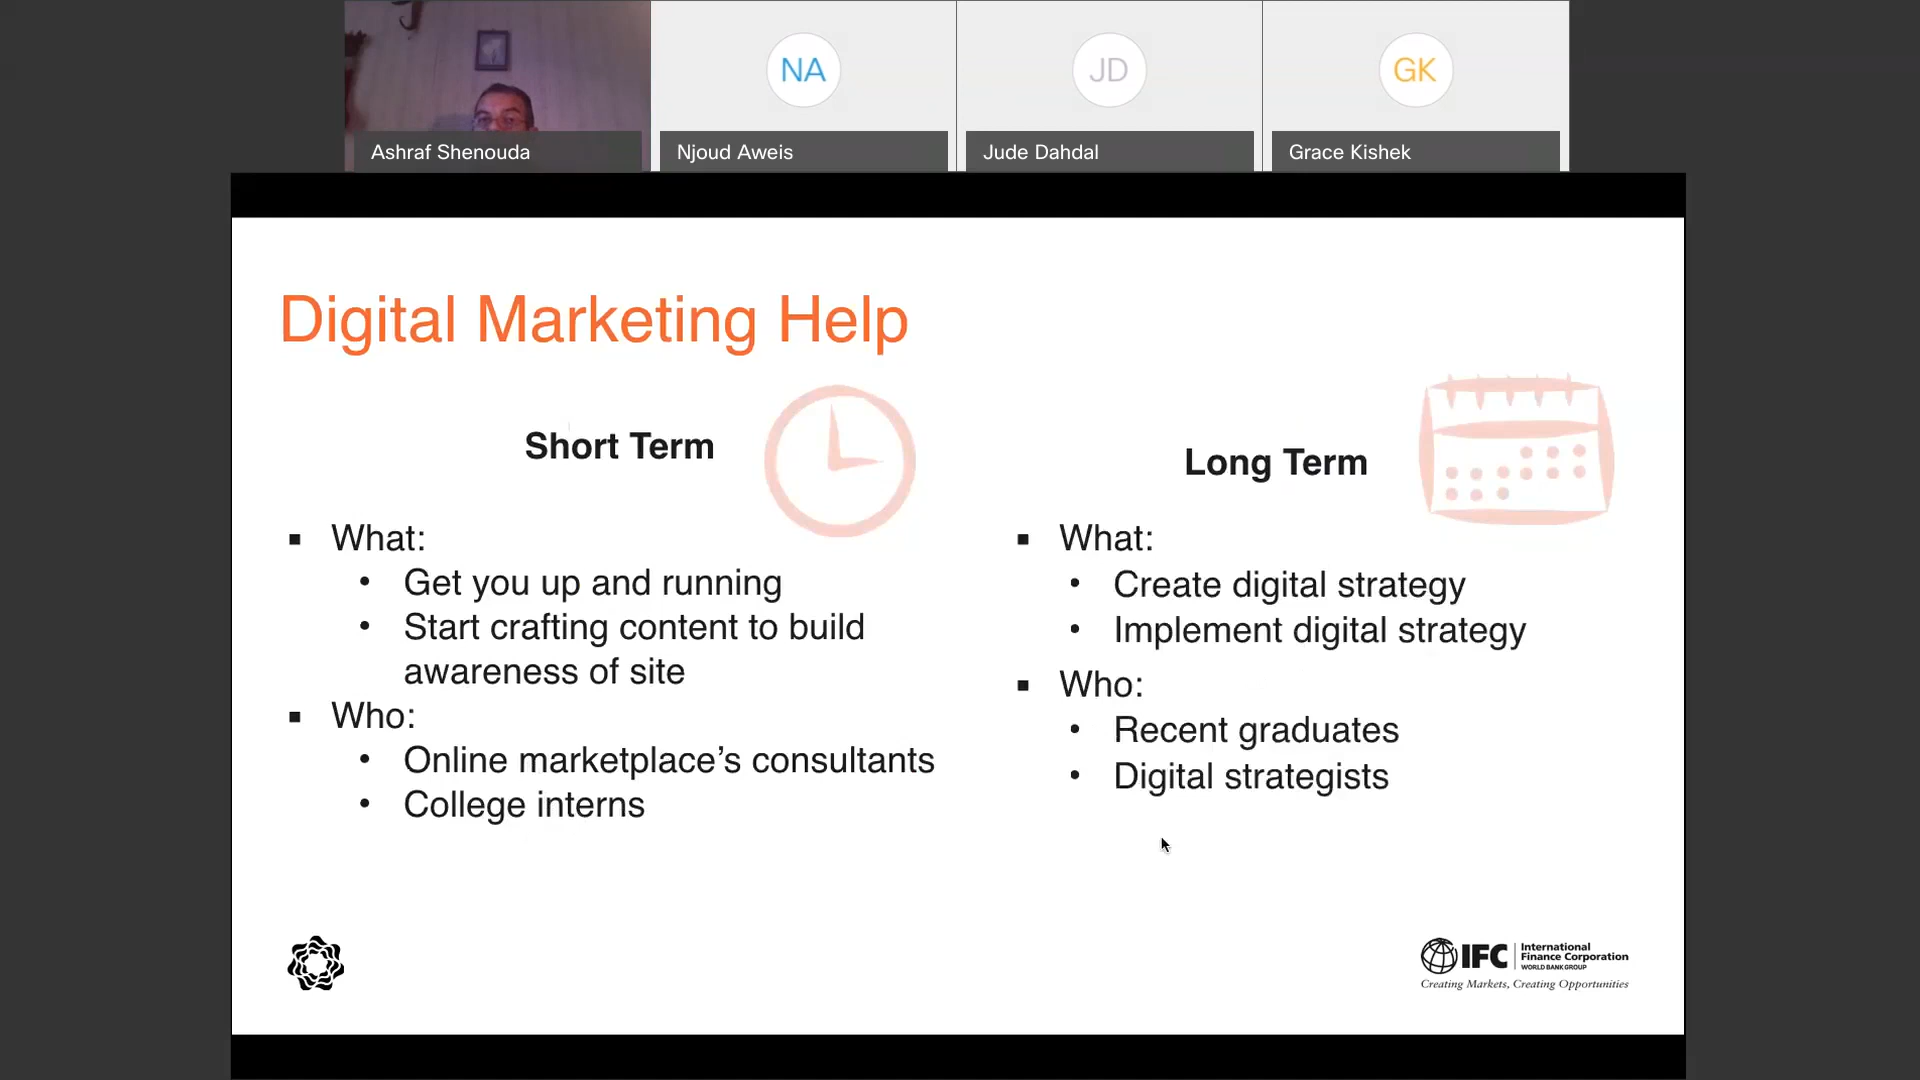 NA
JD
GK
Ashraf Shenouda
Njoud Aweis
Jude Dahdal
Grace Kishek
Digital Marketing Help
Short Term
▪ What:
• Get you up and running
• Start crafting content to build
awareness of site
▪ Who:
• Online marketplace’s consultants
• College interns
Long Term
▪ What:
• Create digital strategy
• Implement digital strategy
▪ Who:
• Recent graduates
• Digital strategists
IFC
International
Finance Corporation
WORLD BANK GROUP
Creating Markets, Creating Opportunities